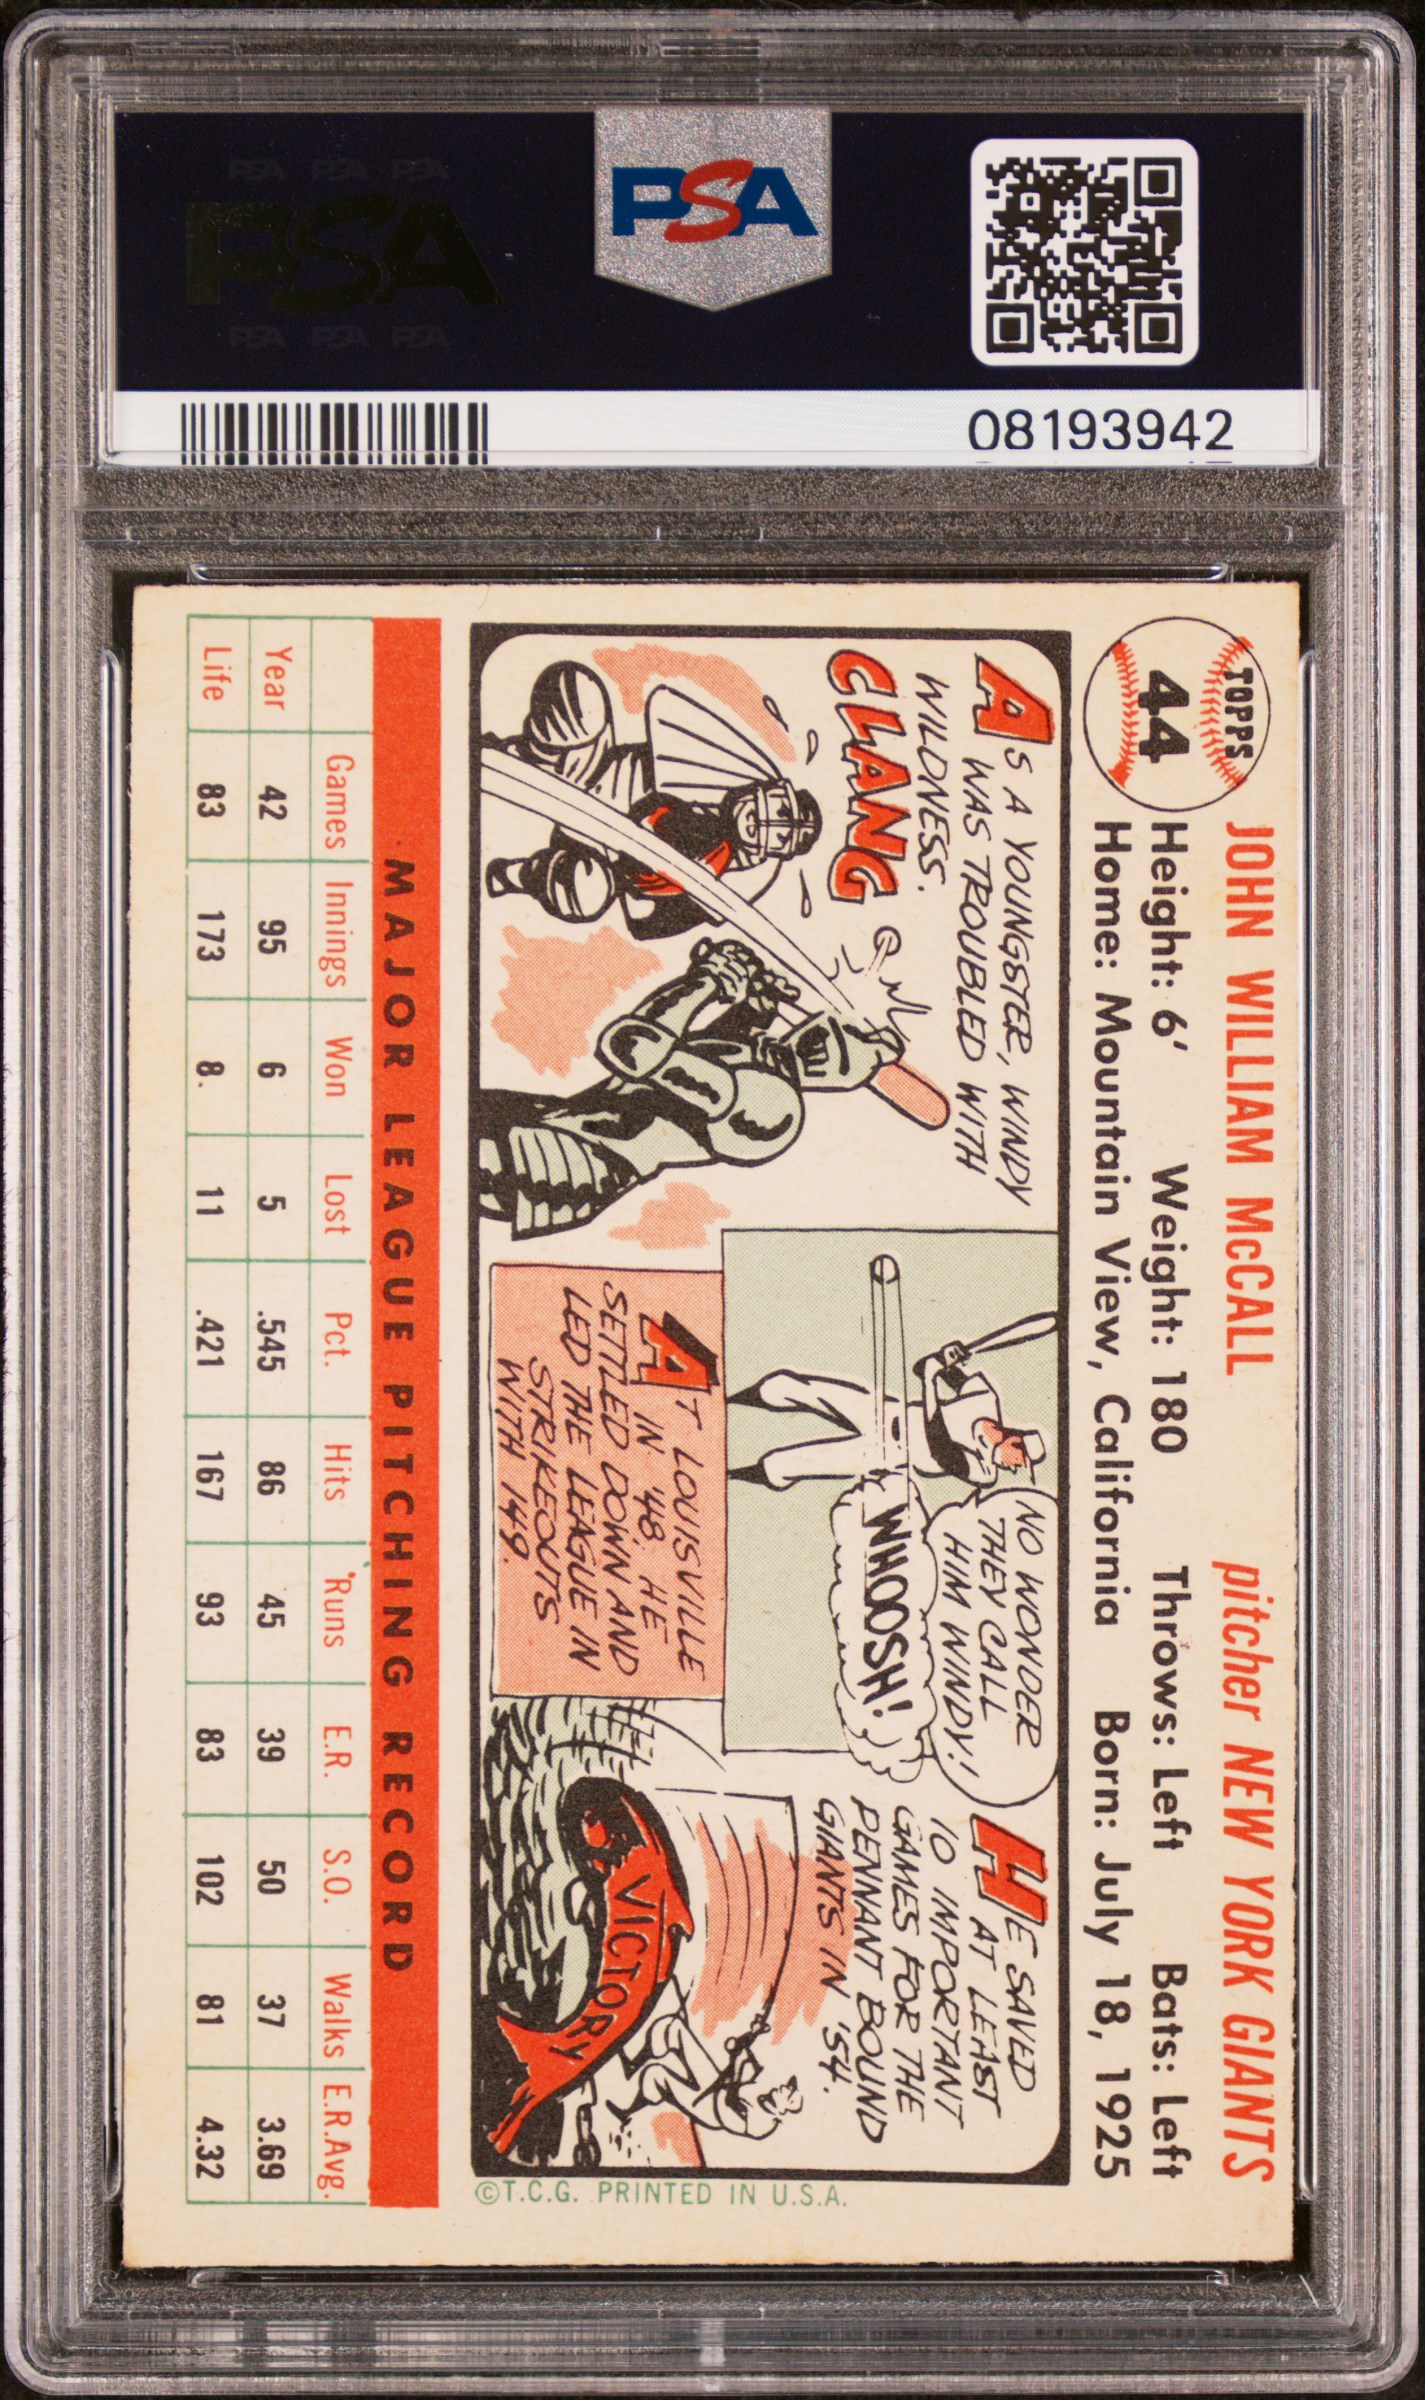 PSA PSA PSA
PSA
PSA PSA PSA
PSA
08193942
TOPPS
44
JOHN WILLIAM McCALL pitcher NEW YORK GIANTS
Height: 6' Weight: 180 Throws: Left Bats: Left
Home: Mountain View, California Born: July 18, 1925
AS A YOUNGSTER, WINDY
WAS TROUBLED WITH
WILDNESS.
CLANG
NO WONDER
THEY CALL
HIM WINDY!
WHOOSH!
AT LOUISVILLE
IN '48, HE
SETTLED DOWN AND
LED THE LEAGUE IN
STRIKEOUTS
WITH 149.
HE SAVED
AT LEAST
10 IMPORTANT
GAMES FOR THE
PENNANT BOUND
GIANTS IN '54.
VICTORY
©T.C.G. PRINTED IN U.S.A.
MAJOR LEAGUE PITCHING RECORD
Games Innings Won Lost Pct. Hits Runs E.R. S.O. Walks E.R.Avg.
Year 42 95 6 5 .545 86 45 39 50 37 3.69
Life 83 173 8. 11 .421 167 93 83 102 81 4.32